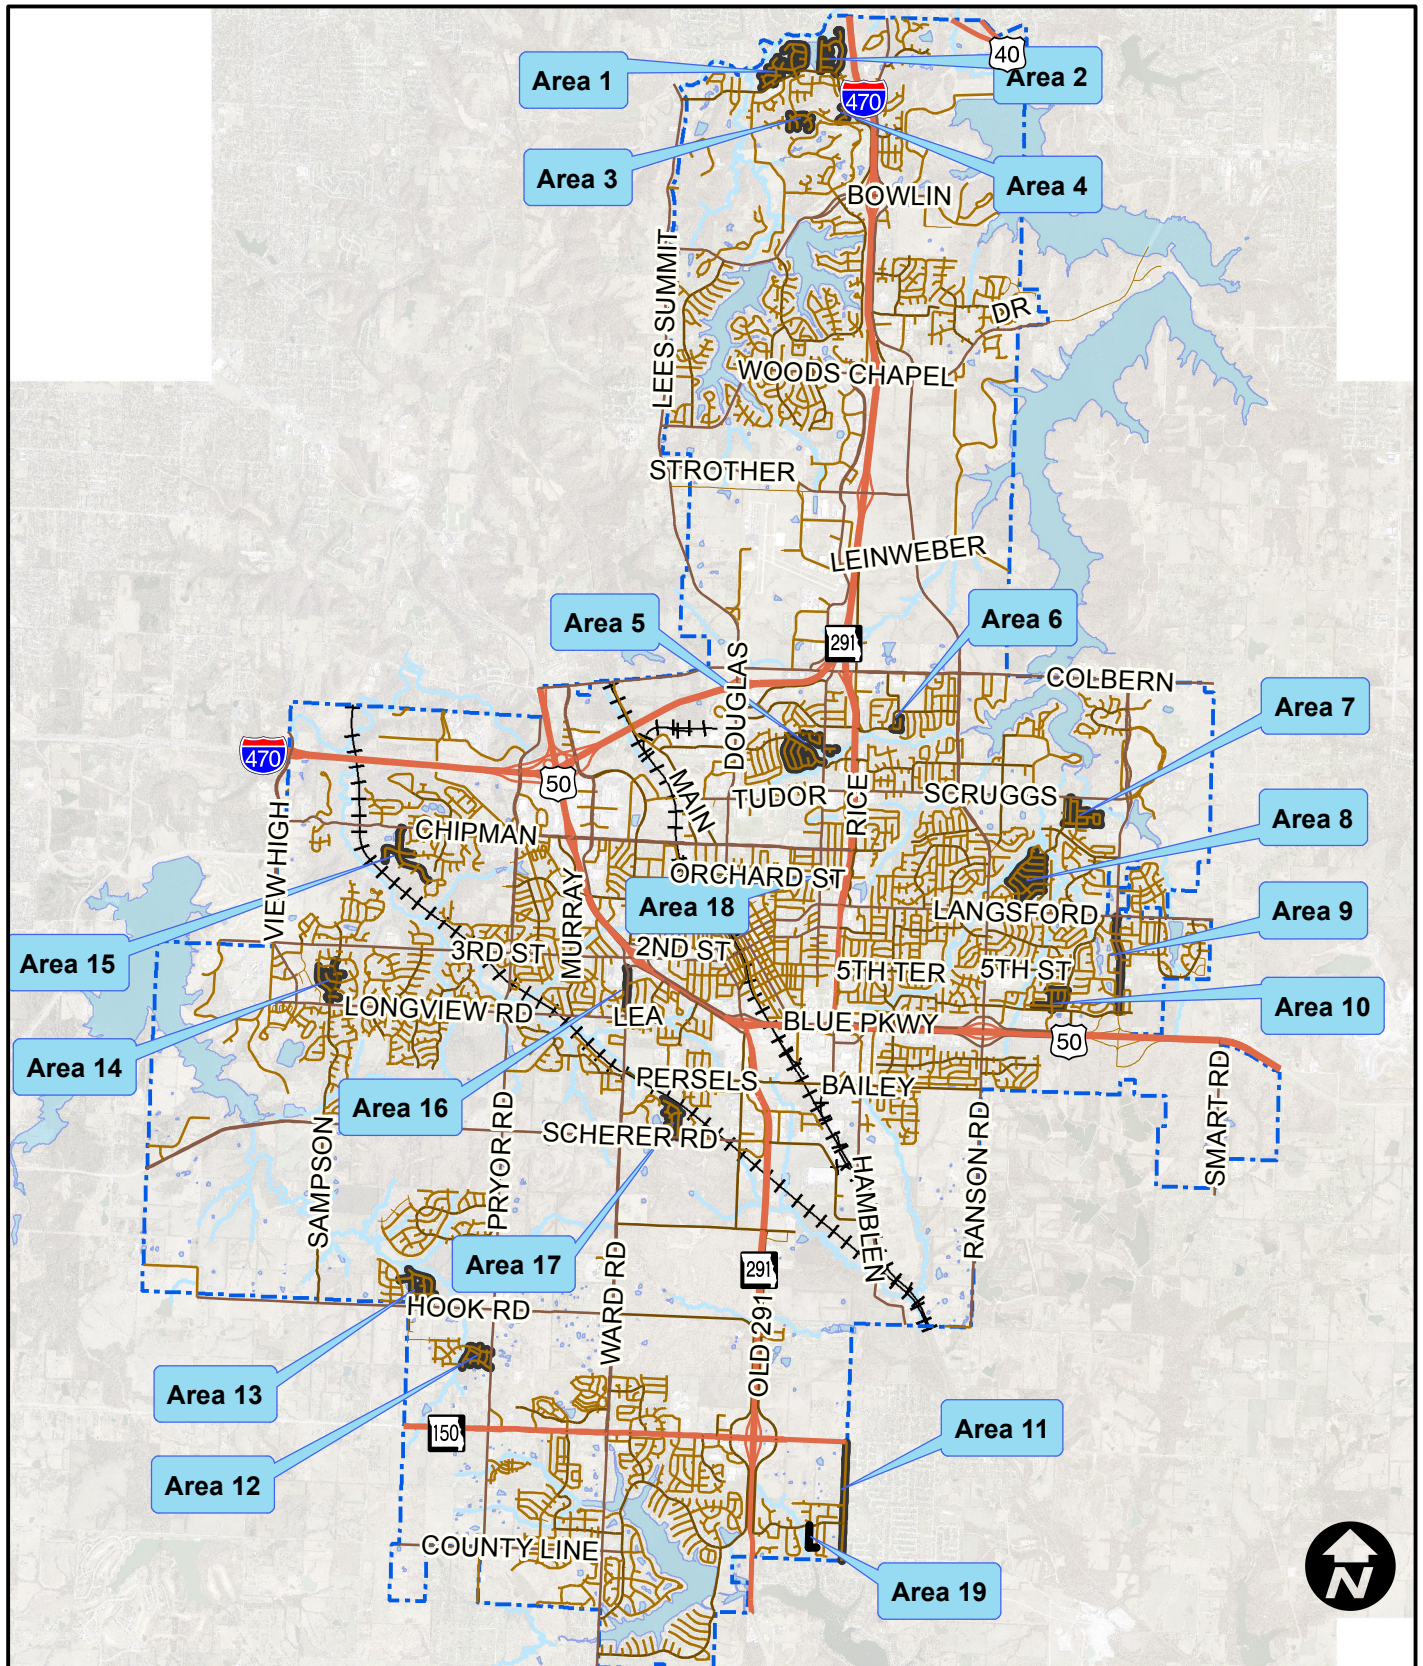 40
Area 1
Area 2
470
Area 3
Area 4
BOWLIN
LEES SUMMIT
DR
WOODS CHAPEL
STROTHER
LEINWEBER
Area 5
Area 6
291
DOUGLAS
COLBERN
Area 7
470
50
MAIN
TUDOR
RICE
SCRUGGS
VIEW HIGH
CHIPMAN
Area 8
ORCHARD ST
MURRAY
Area 18
LANGSFORD
Area 9
3RD ST
2ND ST
Area 15
5TH TER
5TH ST
LONGVIEW RD
LEA
BLUE PKWY
Area 10
50
Area 14
PERSELS
BAILEY
Area 16
SAMPSON
PRYOR RD
SCHERER RD
HAMBLEN
RANSON RD
SMART RD
Area 17
WARD RD
291
HOOK RD
OLD 291
Area 13
150
Area 11
Area 12
COUNTY LINE
Area 19
N